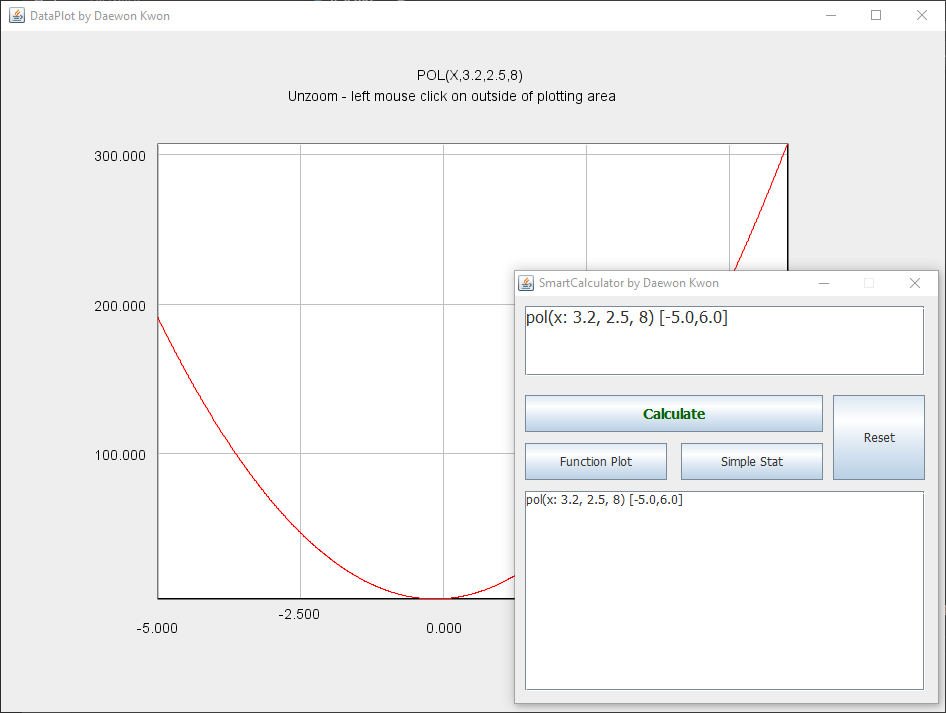 DataPlot by Daewon Kwon
POL(X,3.2,2.5,8)
Unzoom - left mouse click on outside of plotting area
300.000
200.000
100.000
-5.000
-2.500
0.000
SmartCalculator by Daewon Kwon
pol(x: 3.2, 2.5, 8) [-5.0,6.0]
Calculate
Reset
Function Plot
Simple Stat
pol(x: 3.2, 2.5, 8) [-5.0,6.0]